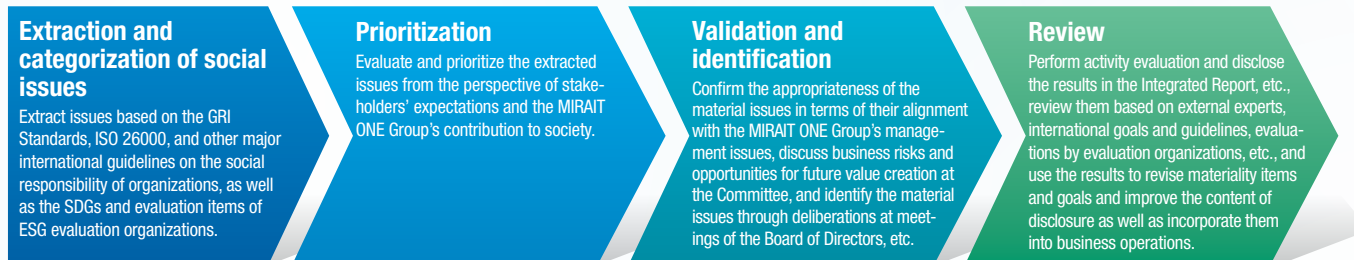 Extraction and
categorization of social
issues
Extract issues based on the GRI
Standards, ISO 26000, and other major
international guidelines on the social
responsibility of organizations, as well
as the SDGs and evaluation items of
ESG evaluation organizations.
Prioritization
Evaluate and prioritize the extracted
issues from the perspective of stake-
holders' expectations and the MIRAIT
ONE Group's contribution to society.
Validation and
identification
Confirm the appropriateness of the
material issues in terms of their alignment
with the MIRAIT ONE Group's manage-
ment issues, discuss business risks and
opportunities for future value creation at
the Committee, and identify the material
issues through deliberations at meet-
ings of the Board of Directors, etc.
Review
Perform activity evaluation and disclose
the results in the Integrated Report, etc.,
review them based on external experts,
international goals and guidelines, evalua-
tions by evaluation organizations, etc., and
use the results to revise materiality items
and goals and improve the content of
disclosure as well as incorporate them
into business operations.